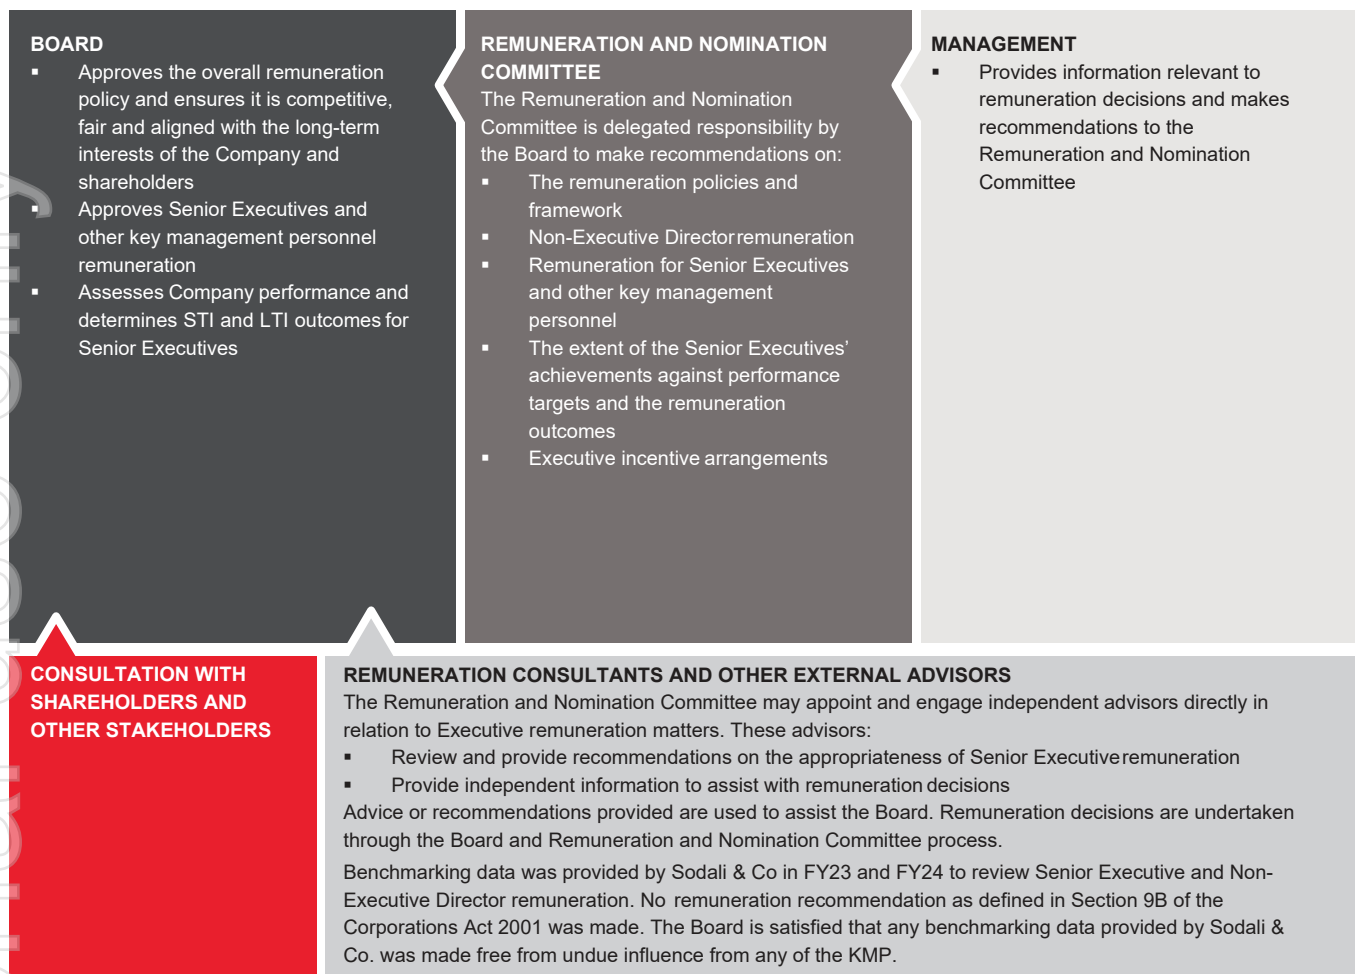 BOARD
▪ Approves the overall remuneration
policy and ensures it is competitive,
fair and aligned with the long-term
interests of the Company and
shareholders
▪ Approves Senior Executives and
other key management personnel
remuneration
▪ Assesses Company performance and
determines STI and LTI outcomes for
Senior Executives
REMUNERATION AND NOMINATION
COMMITTEE
The Remuneration and Nomination
Committee is delegated responsibility by
the Board to make recommendations on:
▪ The remuneration policies and
framework
▪ Non-Executive Director remuneration
▪ Remuneration for Senior Executives
and other key management
personnel
▪ The extent of the Senior Executives’
achievements against performance
targets and the remuneration
outcomes
▪ Executive incentive arrangements
MANAGEMENT
▪ Provides information relevant to
remuneration decisions and makes
recommendations to the
Remuneration and Nomination
Committee
CONSULTATION WITH
SHAREHOLDERS AND
OTHER STAKEHOLDERS
REMUNERATION CONSULTANTS AND OTHER EXTERNAL ADVISORS
The Remuneration and Nomination Committee may appoint and engage independent advisors directly in
relation to Executive remuneration matters. These advisors:
▪ Review and provide recommendations on the appropriateness of Senior Executive remuneration
▪ Provide independent information to assist with remuneration decisions
Advice or recommendations provided are used to assist the Board. Remuneration decisions are undertaken
through the Board and Remuneration and Nomination Committee process.
Benchmarking data was provided by Sodali & Co in FY23 and FY24 to review Senior Executive and Non-
Executive Director remuneration. No remuneration recommendation as defined in Section 9B of the
Corporations Act 2001 was made. The Board is satisfied that any benchmarking data provided by Sodali &
Co. was made free from undue influence from any of the KMP.